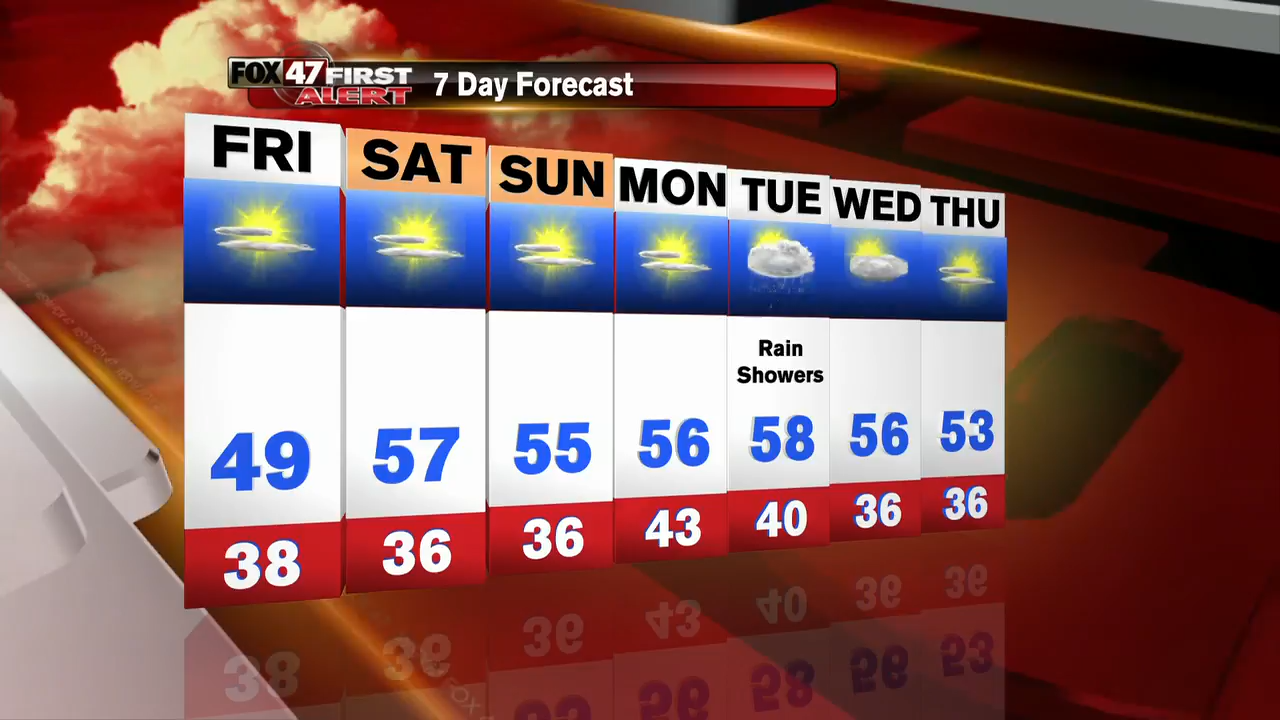 FOX 47 FIRST ALERT
7 Day Forecast
FRI SAT SUN MON TUE WED THU
Rain
Showers
49 57 55 56 58 56 53
38 36 36 43 40 36 36